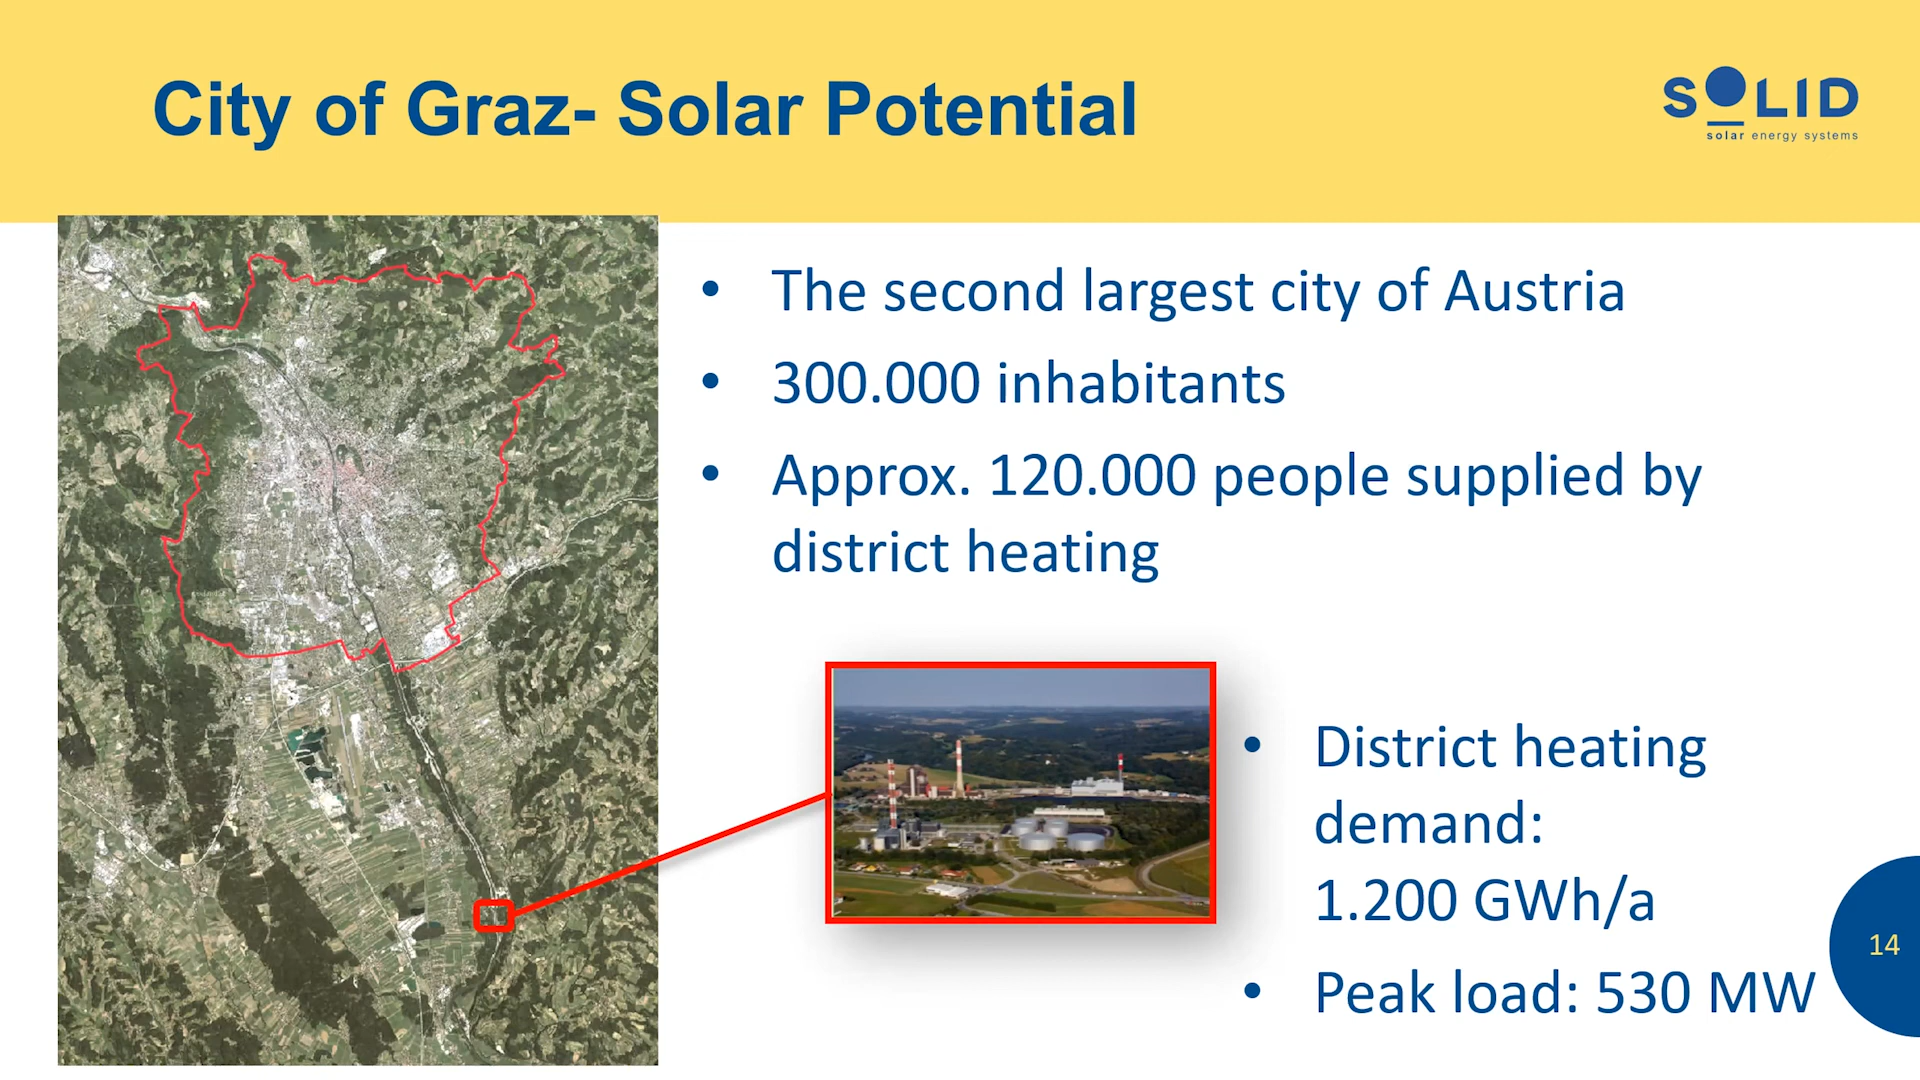 City of Graz- Solar Potential
SOLID
solar energy systems
• The second largest city of Austria
• 300.000 inhabitants
• Approx. 120.000 people supplied by
district heating
• District heating
demand:
1.200 GWh/a
• Peak load: 530 MW
14